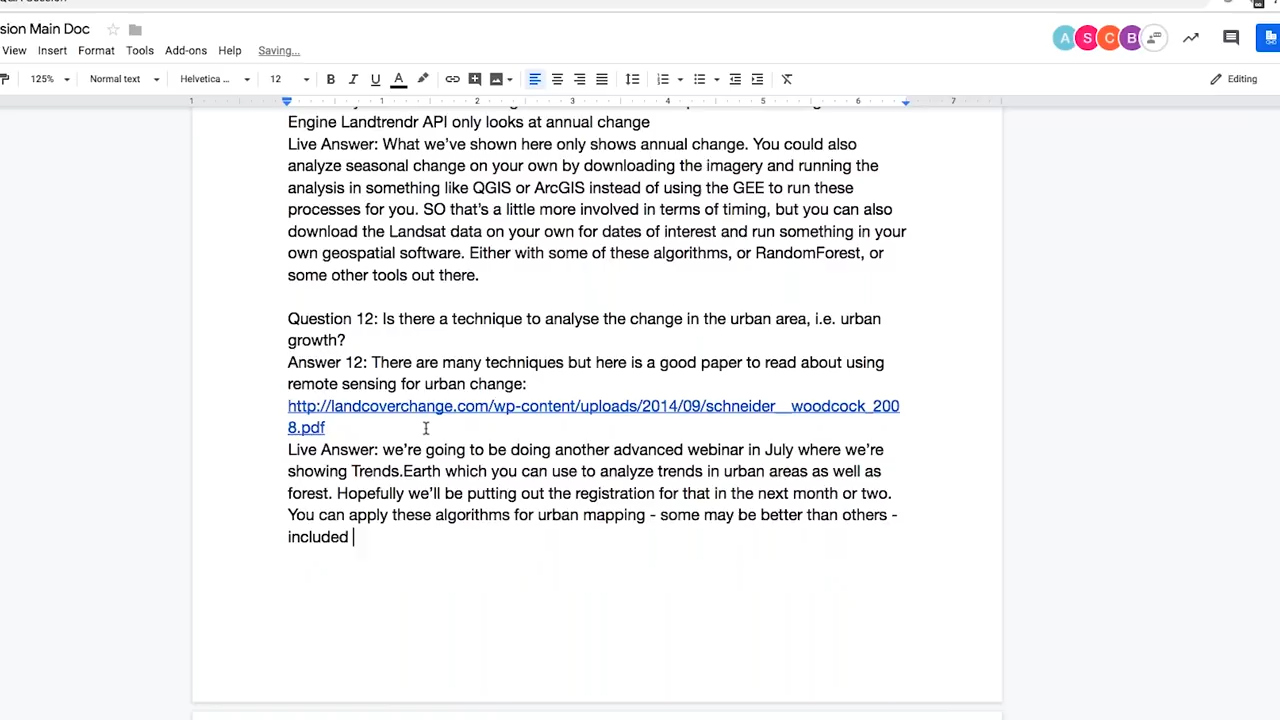 sion Main Doc
View Insert Format Tools Add-ons Help Saving...
A S C B
125% Normal text Helvetica ... 12 B I U A Editing
1 1 2 3 4 5 6 7
Engine Landtrendr API only looks at annual change
Live Answer: What we've shown here only shows annual change. You could also
analyze seasonal change on your own by downloading the imagery and running the
analysis in something like QGIS or ArcGIS instead of using the GEE to run these
processes for you. SO that's a little more involved in terms of timing, but you can also
download the Landsat data on your own for dates of interest and run something in your
own geospatial software. Either with some of these algorithms, or RandomForest, or
some other tools out there.
Question 12: Is there a technique to analyse the change in the urban area, i.e. urban
growth?
Answer 12: There are many techniques but here is a good paper to read about using
remote sensing for urban change:
http://landcoverchange.com/wp-content/uploads/2014/09/schneider__woodcock_200
8.pdf
Live Answer: we're going to be doing another advanced webinar in July where we're
showing Trends.Earth which you can use to analyze trends in urban areas as well as
forest. Hopefully we'll be putting out the registration for that in the next month or two.
You can apply these algorithms for urban mapping - some may be better than others -
included